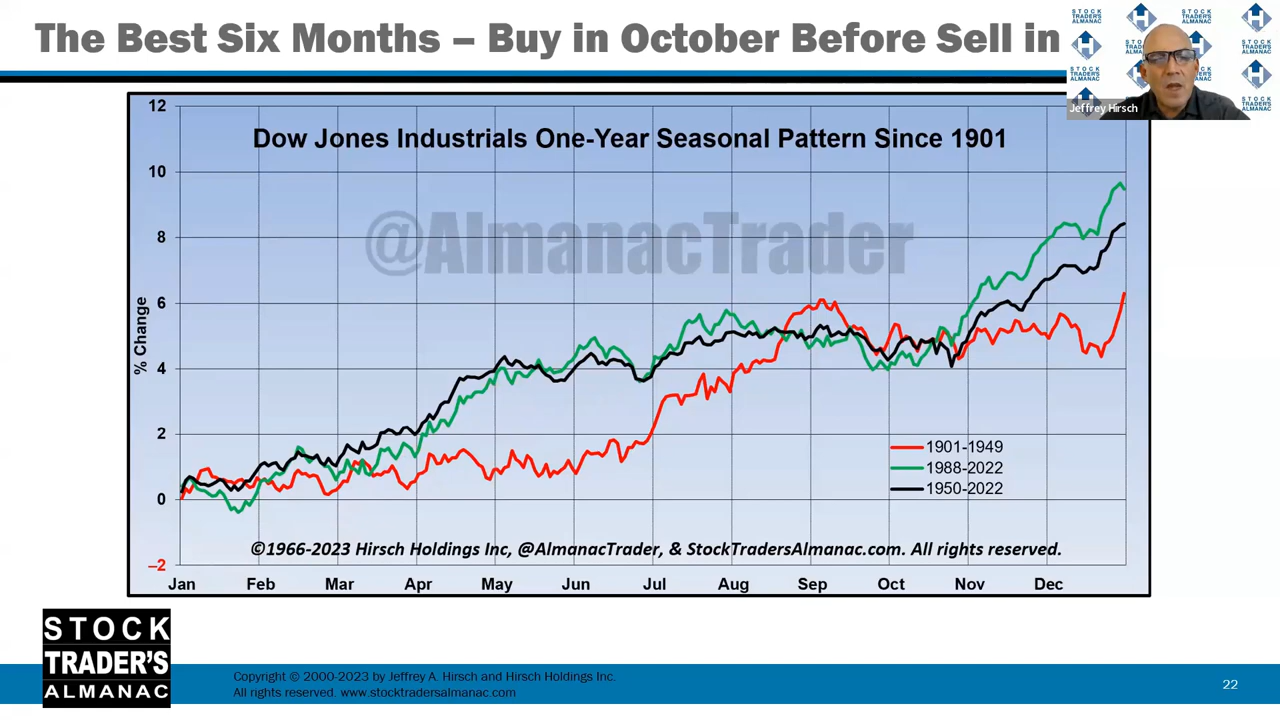 The Best Six Months – Buy in October Before Sell in
STOCK
TRADER'S
ALMANAC
Jeffrey Hirsch
Dow Jones Industrials One-Year Seasonal Pattern Since 1901
@AlmanacTrader
% Change
12
10
8
6
4
2
0
–2
1901-1949
1988-2022
1950-2022
©1966-2023 Hirsch Holdings Inc, @AlmanacTrader, & StockTradersAlmanac.com. All rights reserved.
Jan Feb Mar Apr May Jun Jul Aug Sep Oct Nov Dec
STOCK
TRADER'S
ALMANAC
Copyright © 2000-2023 by Jeffrey A. Hirsch and Hirsch Holdings Inc.
All rights reserved. www.stocktradersalmanac.com
22